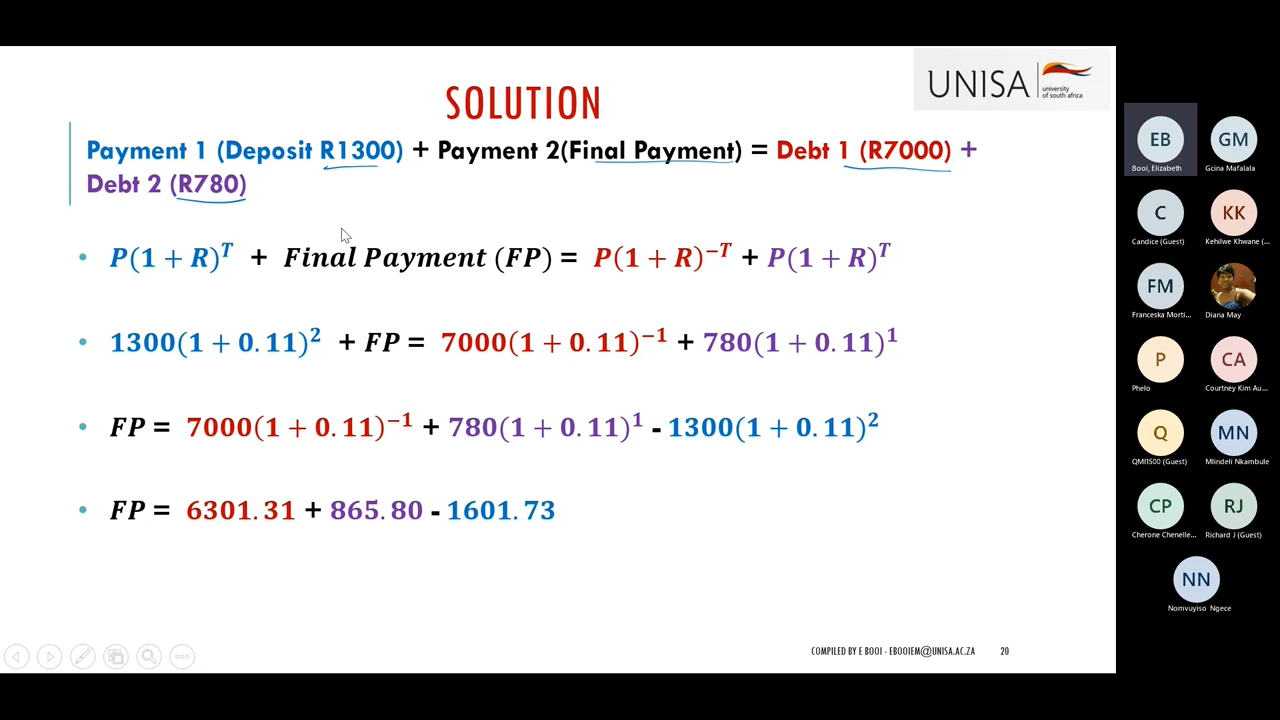 UNISA
university
of south africa
SOLUTION
Payment 1 (Deposit R1300) + Payment 2(Final Payment) = Debt 1 (R7000) +
Debt 2 (R780)
• P(1 + R)^T + Final Payment (FP) = P(1 + R)^−T + P(1 + R)^T
• 1300(1 + 0.11)^2 + FP = 7000(1 + 0.11)^−1 + 780(1 + 0.11)^1
• FP = 7000(1 + 0.11)^−1 + 780(1 + 0.11)^1 - 1300(1 + 0.11)^2
• FP = 6301.31 + 865.80 - 1601.73
COMPILED BY E BOOI - EBOOIEM@UNISA.AC.ZA 20
EB
Booi, Elizabeth
GM
Gcina Mafalala
C
Candice (Guest)
KK
Kehilwe Khwane (...
FM
Franceska Morti...
Diana May
P
Phelo
CA
Courtney Kim Au...
Q
QMI1500 (Guest)
MN
Mlindeli Nkambule
CP
Cherone Chenelle...
RJ
Richard J (Guest)
NN
Nomvuyiso Ngece